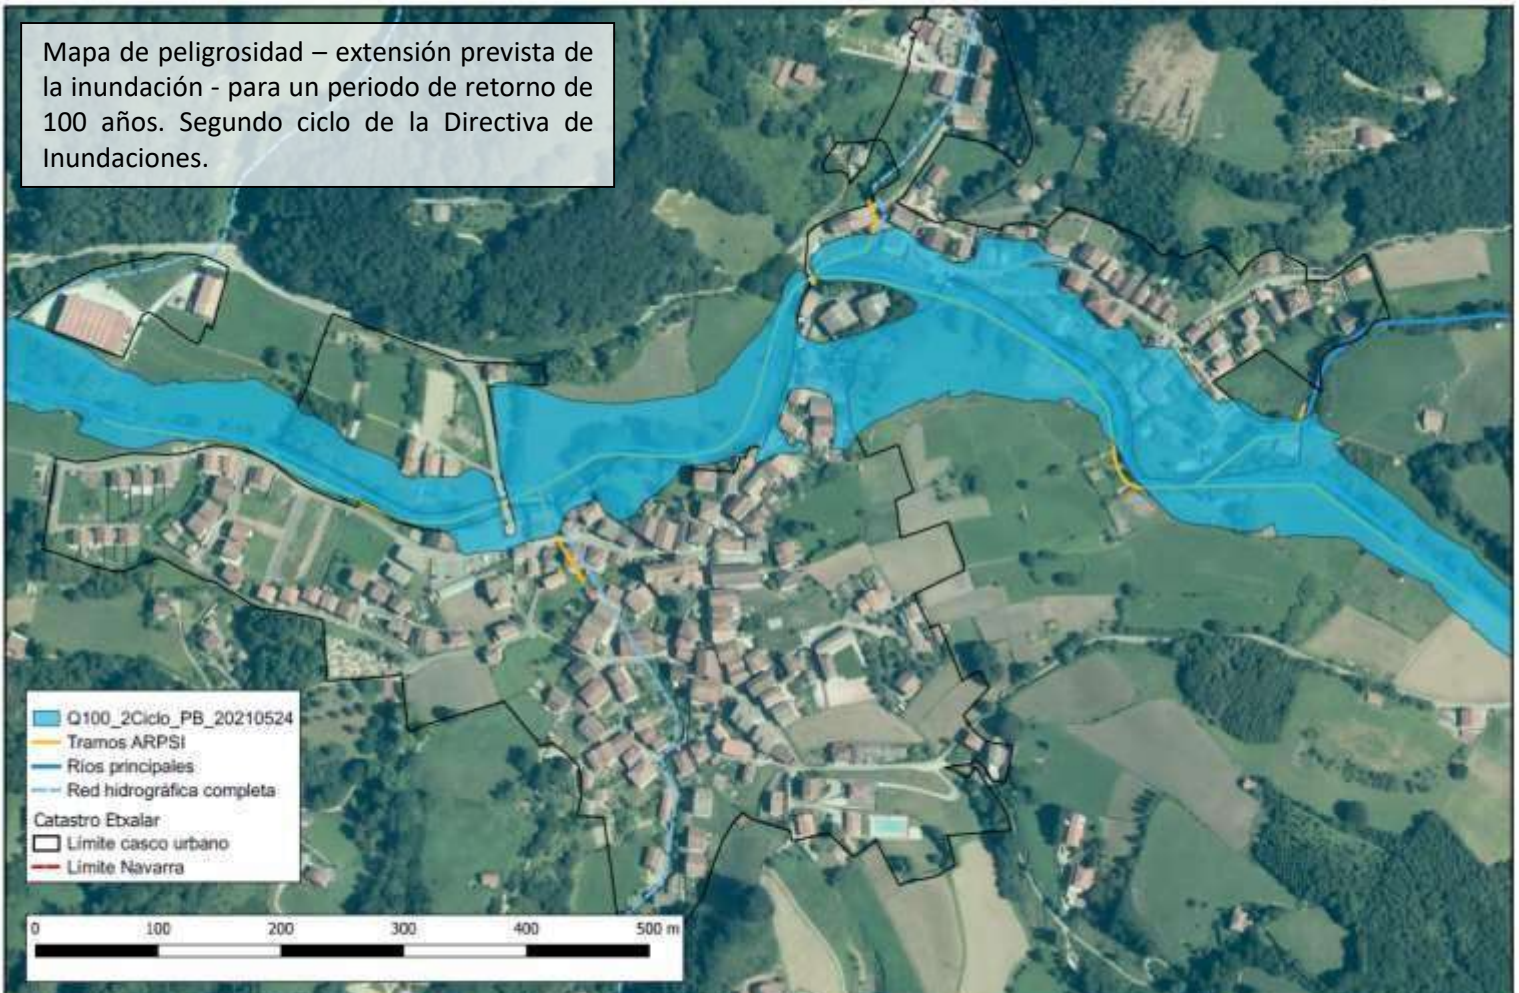 Mapa de peligrosidad – extensión prevista de
la inundación - para un periodo de retorno de
100 años. Segundo ciclo de la Directiva de
Inundaciones.
Q100_2Ciclo_PB_20210524
Tramos ARPSI
Ríos principales
Red hidrográfica completa
Catastro Etxalar
Límite casco urbano
Límite Navarra
0 100 200 300 400 500 m